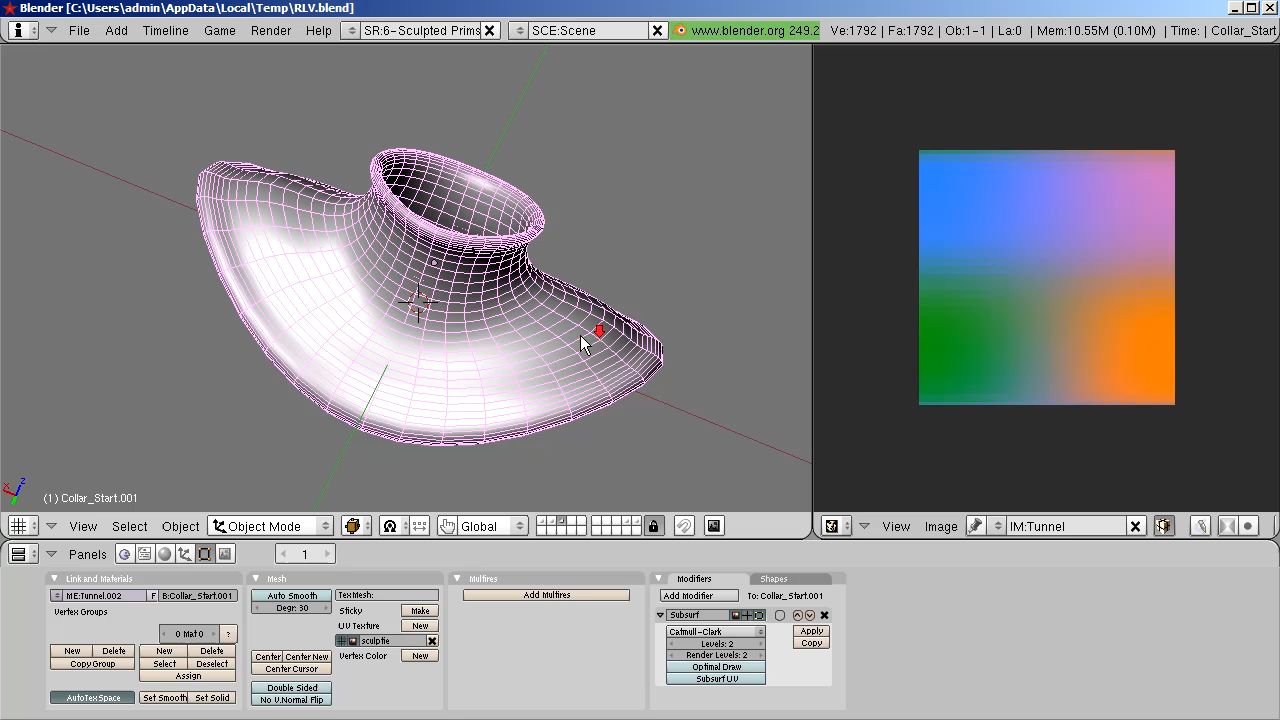 Blender [C:\Users\admin\AppData\Local\Temp\RLV.blend]
File Add Timeline Game Render Help SR:6-Sculpted Prims SCE:Scene www.blender.org 249.2 Ve:1792 | Fa:1792 | Ob:1-1 | La:0 | Mem:10.55M (0.10M) | Time: | Collar_Start
x z
(1) Collar_Start.001
View Select Object Object Mode Global View Image IM:Tunnel
Panels 1
Link and Materials Mesh Multires Modifiers Shapes
ME:Tunnel.002 F OB:Collar_Start.001 Auto Smooth TexMesh: Add Multires Add Modifier To: Collar_Start.001
Vertex Groups Degr: 30 Sticky Make Subsurf
0 Mat 0 ? UV Texture New Catmull-Clark Apply
sculptie Levels: 2 Copy
New Delete New Delete Center Center New Vertex Color New Render Levels: 2
Copy Group Select Deselect Center Cursor Optimal Draw
Assign Subsurf UV
AutoTexSpace Set Smooth Set Solid Double Sided
No V.Normal Flip